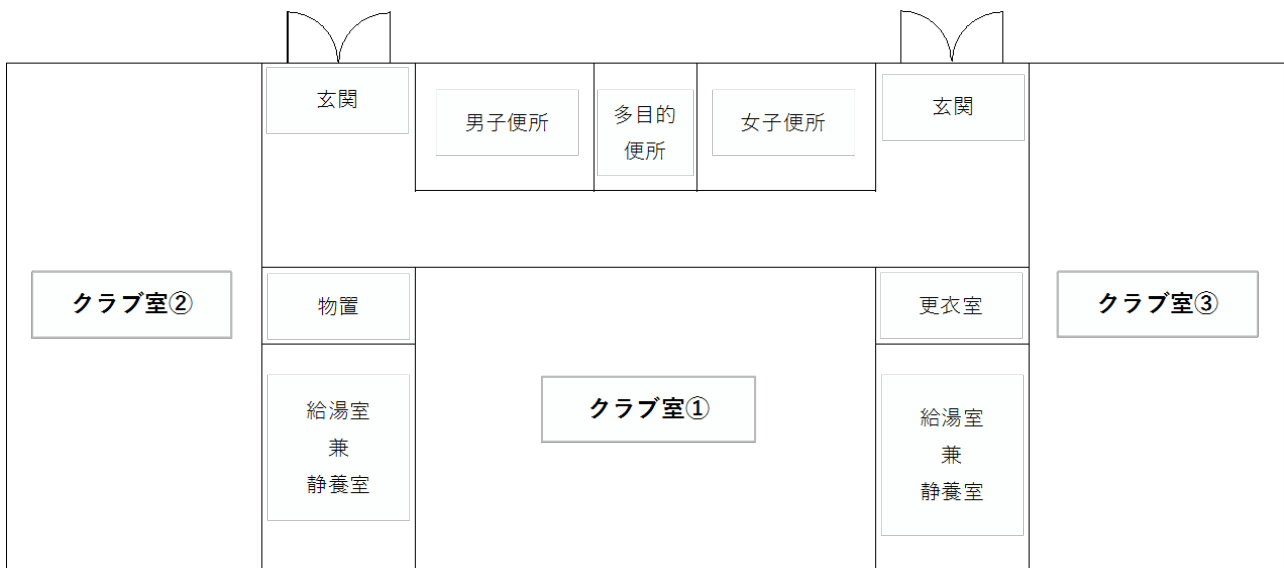 玄関
男子便所
多目的
便所
女子便所
玄関
クラブ室②
物置
更衣室
クラブ室③
給湯室
兼
静養室
クラブ室①
給湯室
兼
静養室